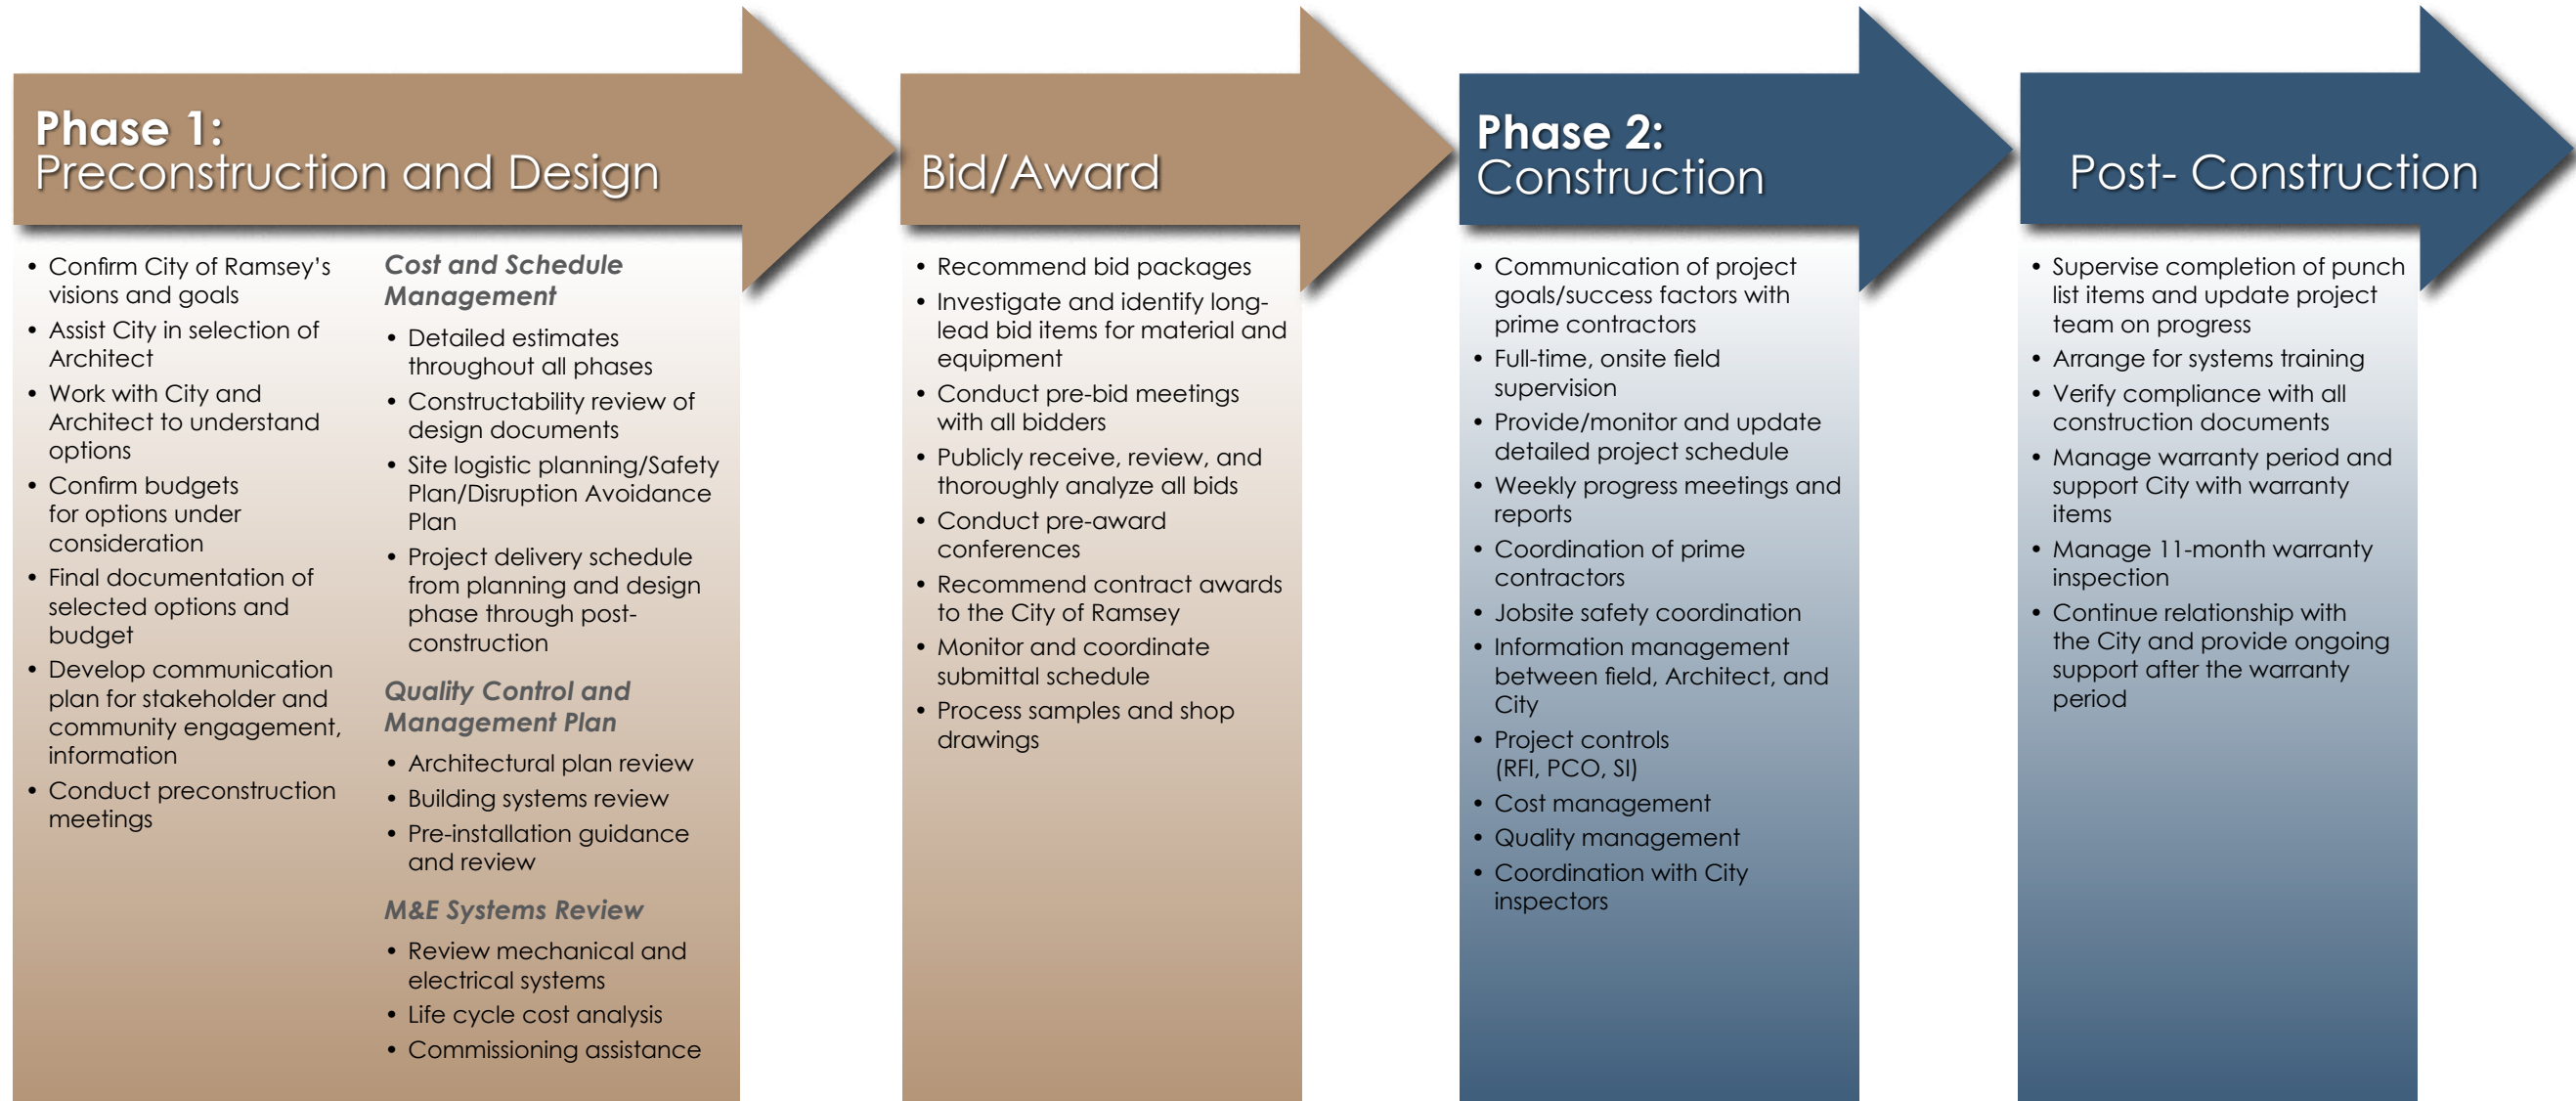 Phase 1:
Preconstruction and Design
• Confirm City of Ramsey’s
visions and goals
• Assist City in selection of
Architect
• Work with City and
Architect to understand
options
• Confirm budgets
for options under
consideration
• Final documentation of
selected options and
budget
• Develop communication
plan for stakeholder and
community engagement,
information
• Conduct preconstruction
meetings
Cost and Schedule
Management
• Detailed estimates
throughout all phases
• Constructability review of
design documents
• Site logistic planning/Safety
Plan/Disruption Avoidance
Plan
• Project delivery schedule
from planning and design
phase through post-
construction
Quality Control and
Management Plan
• Architectural plan review
• Building systems review
• Pre-installation guidance
and review
M&E Systems Review
• Review mechanical and
electrical systems
• Life cycle cost analysis
• Commissioning assistance
Bid/Award
• Recommend bid packages
• Investigate and identify long-
lead bid items for material and
equipment
• Conduct pre-bid meetings
with all bidders
• Publicly receive, review, and
thoroughly analyze all bids
• Conduct pre-award
conferences
• Recommend contract awards
to the City of Ramsey
• Monitor and coordinate
submittal schedule
• Process samples and shop
drawings
Phase 2:
Construction
• Communication of project
goals/success factors with
prime contractors
• Full-time, onsite field
supervision
• Provide/monitor and update
detailed project schedule
• Weekly progress meetings and
reports
• Coordination of prime
contractors
• Jobsite safety coordination
• Information management
between field, Architect, and
City
• Project controls
(RFI, PCO, SI)
• Cost management
• Quality management
• Coordination with City
inspectors
Post- Construction
• Supervise completion of punch
list items and update project
team on progress
• Arrange for systems training
• Verify compliance with all
construction documents
• Manage warranty period and
support City with warranty
items
• Manage 11-month warranty
inspection
• Continue relationship with
the City and provide ongoing
support after the warranty
period